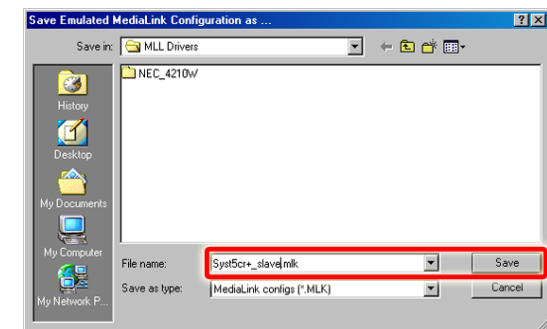 Save Emulated MediaLink Configuration as ...
Save in: MLL Drivers
NEC_4210W
History
Desktop
My Documents
My Computer
My Network P...
File name: Syst5cr+_slave.mlk Save
Save as type: MediaLink configs (*.MLK) Cancel